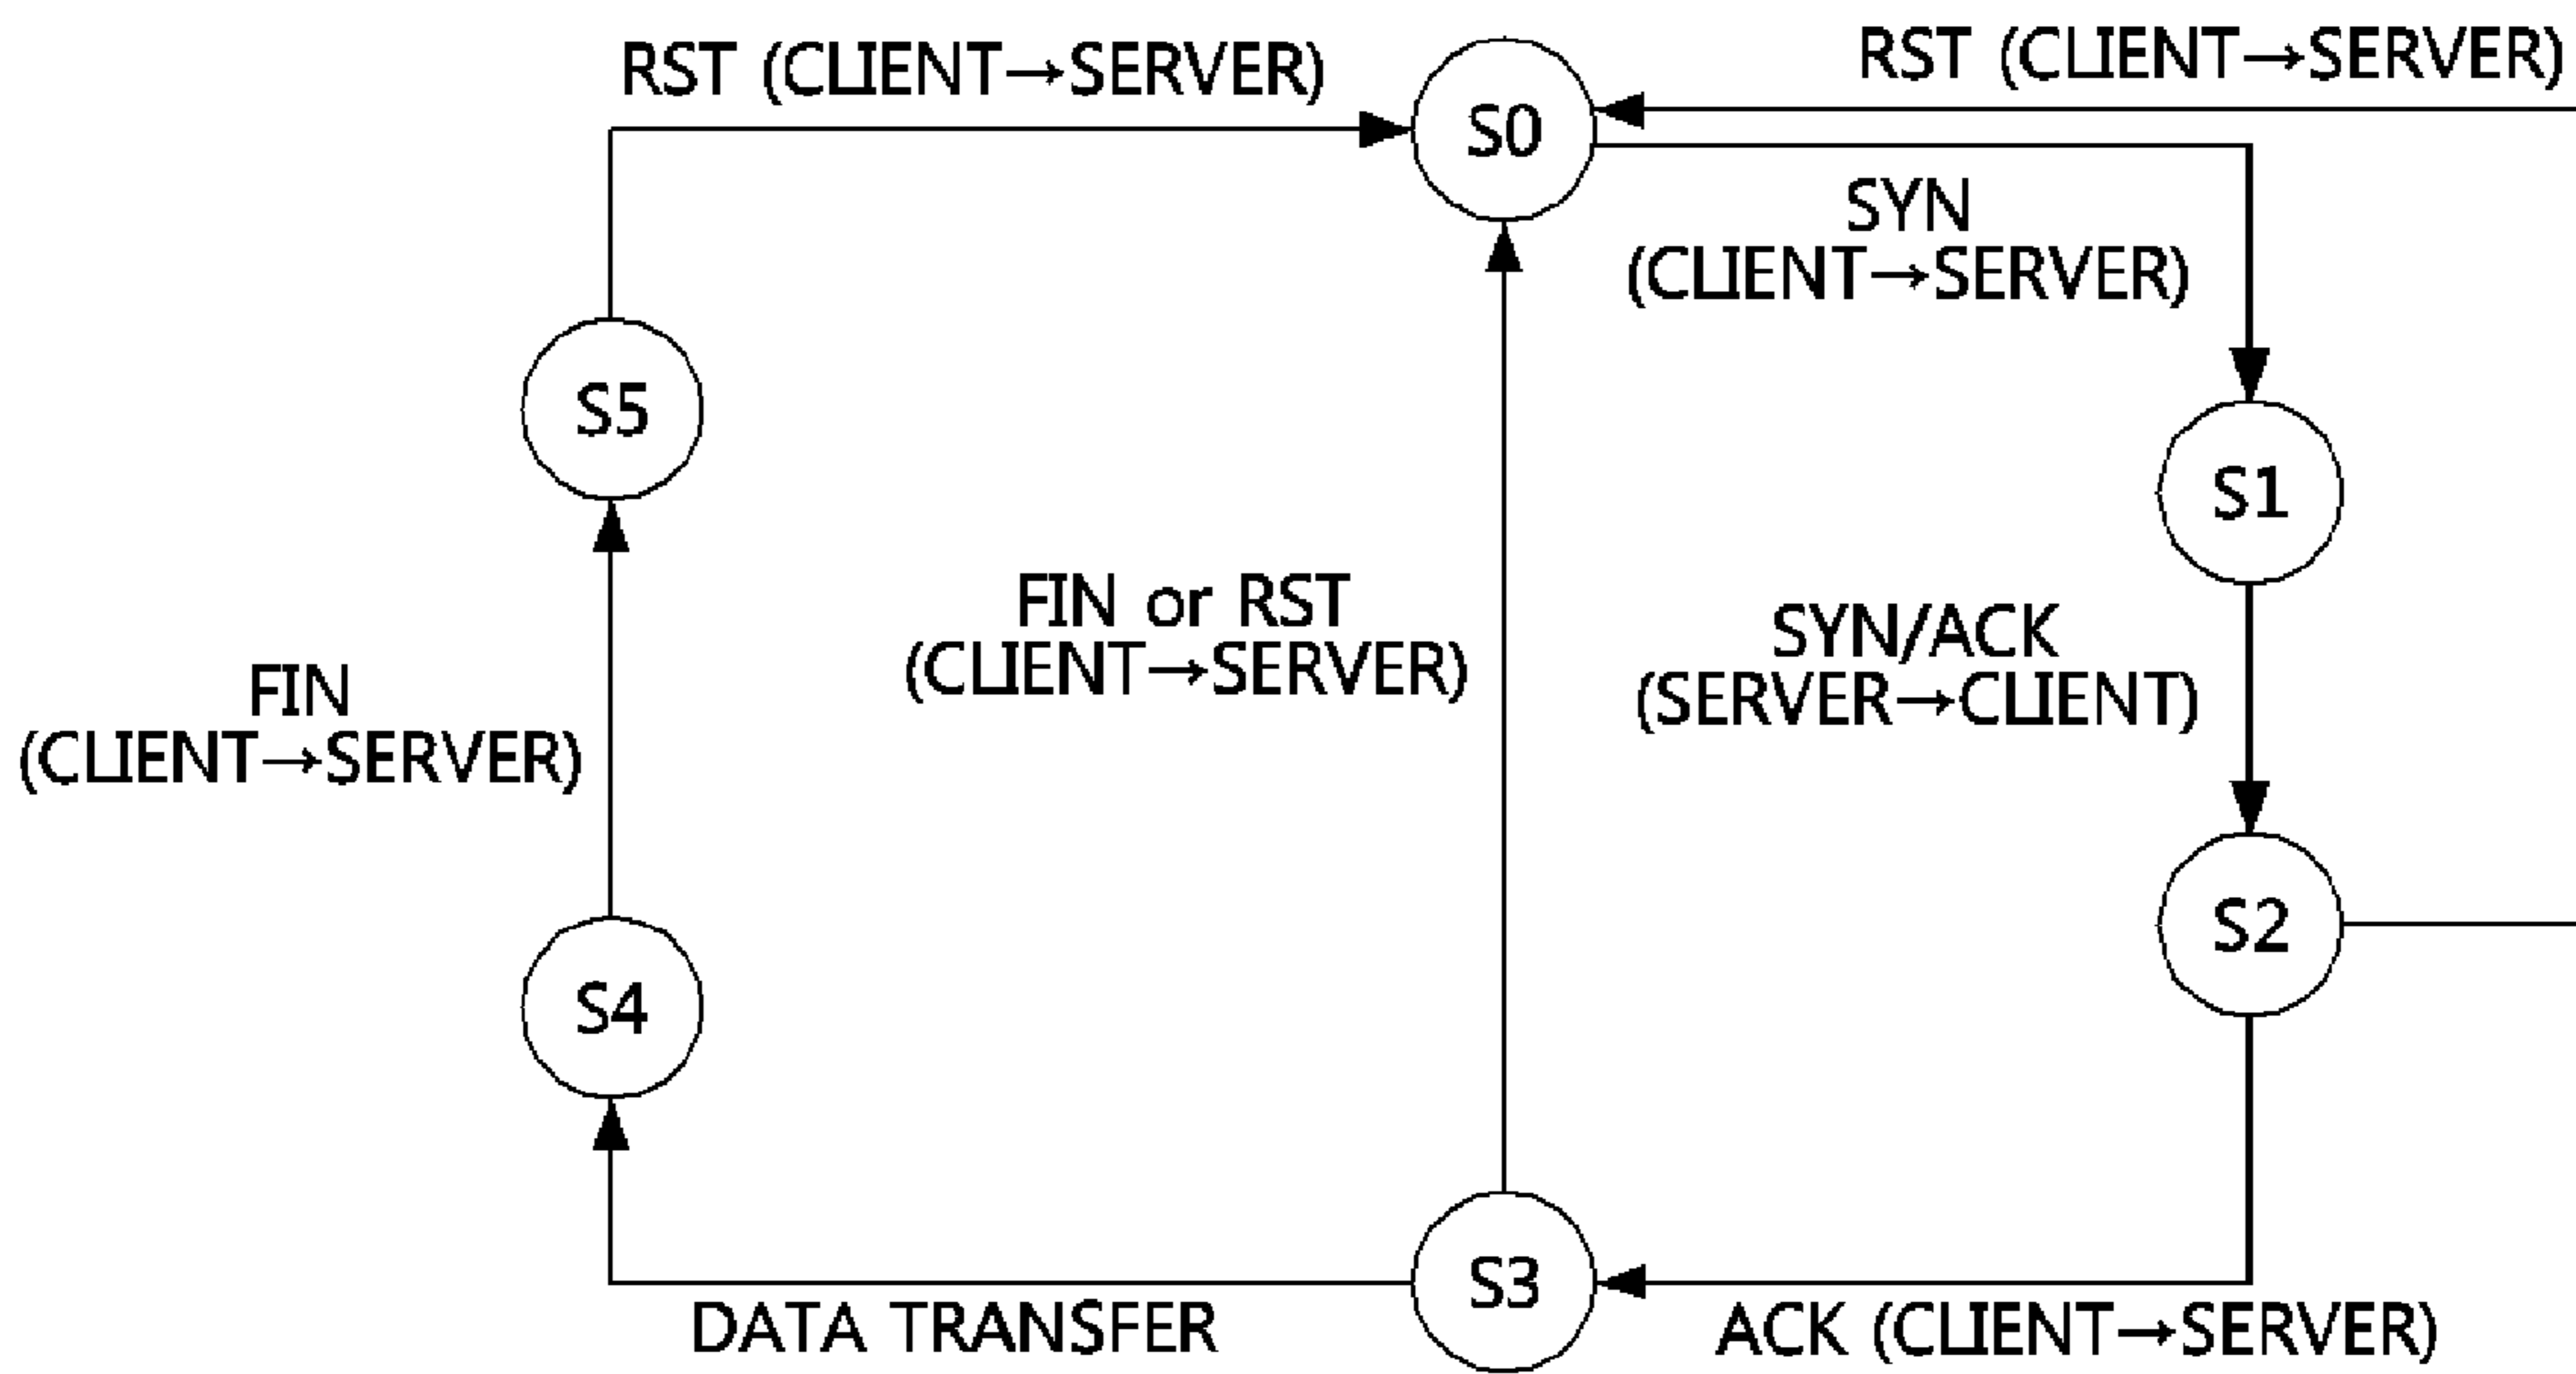 RST (CLIENT→SERVER)
RST (CLIENT→SERVER)
S0
SYN
(CLIENT→SERVER)
S5
S1
FIN or RST
(CLIENT→SERVER)
SYN/ACK
(SERVER→CLIENT)
FIN
(CLIENT→SERVER)
S2
S4
S3
DATA TRANSFER
ACK (CLIENT→SERVER)